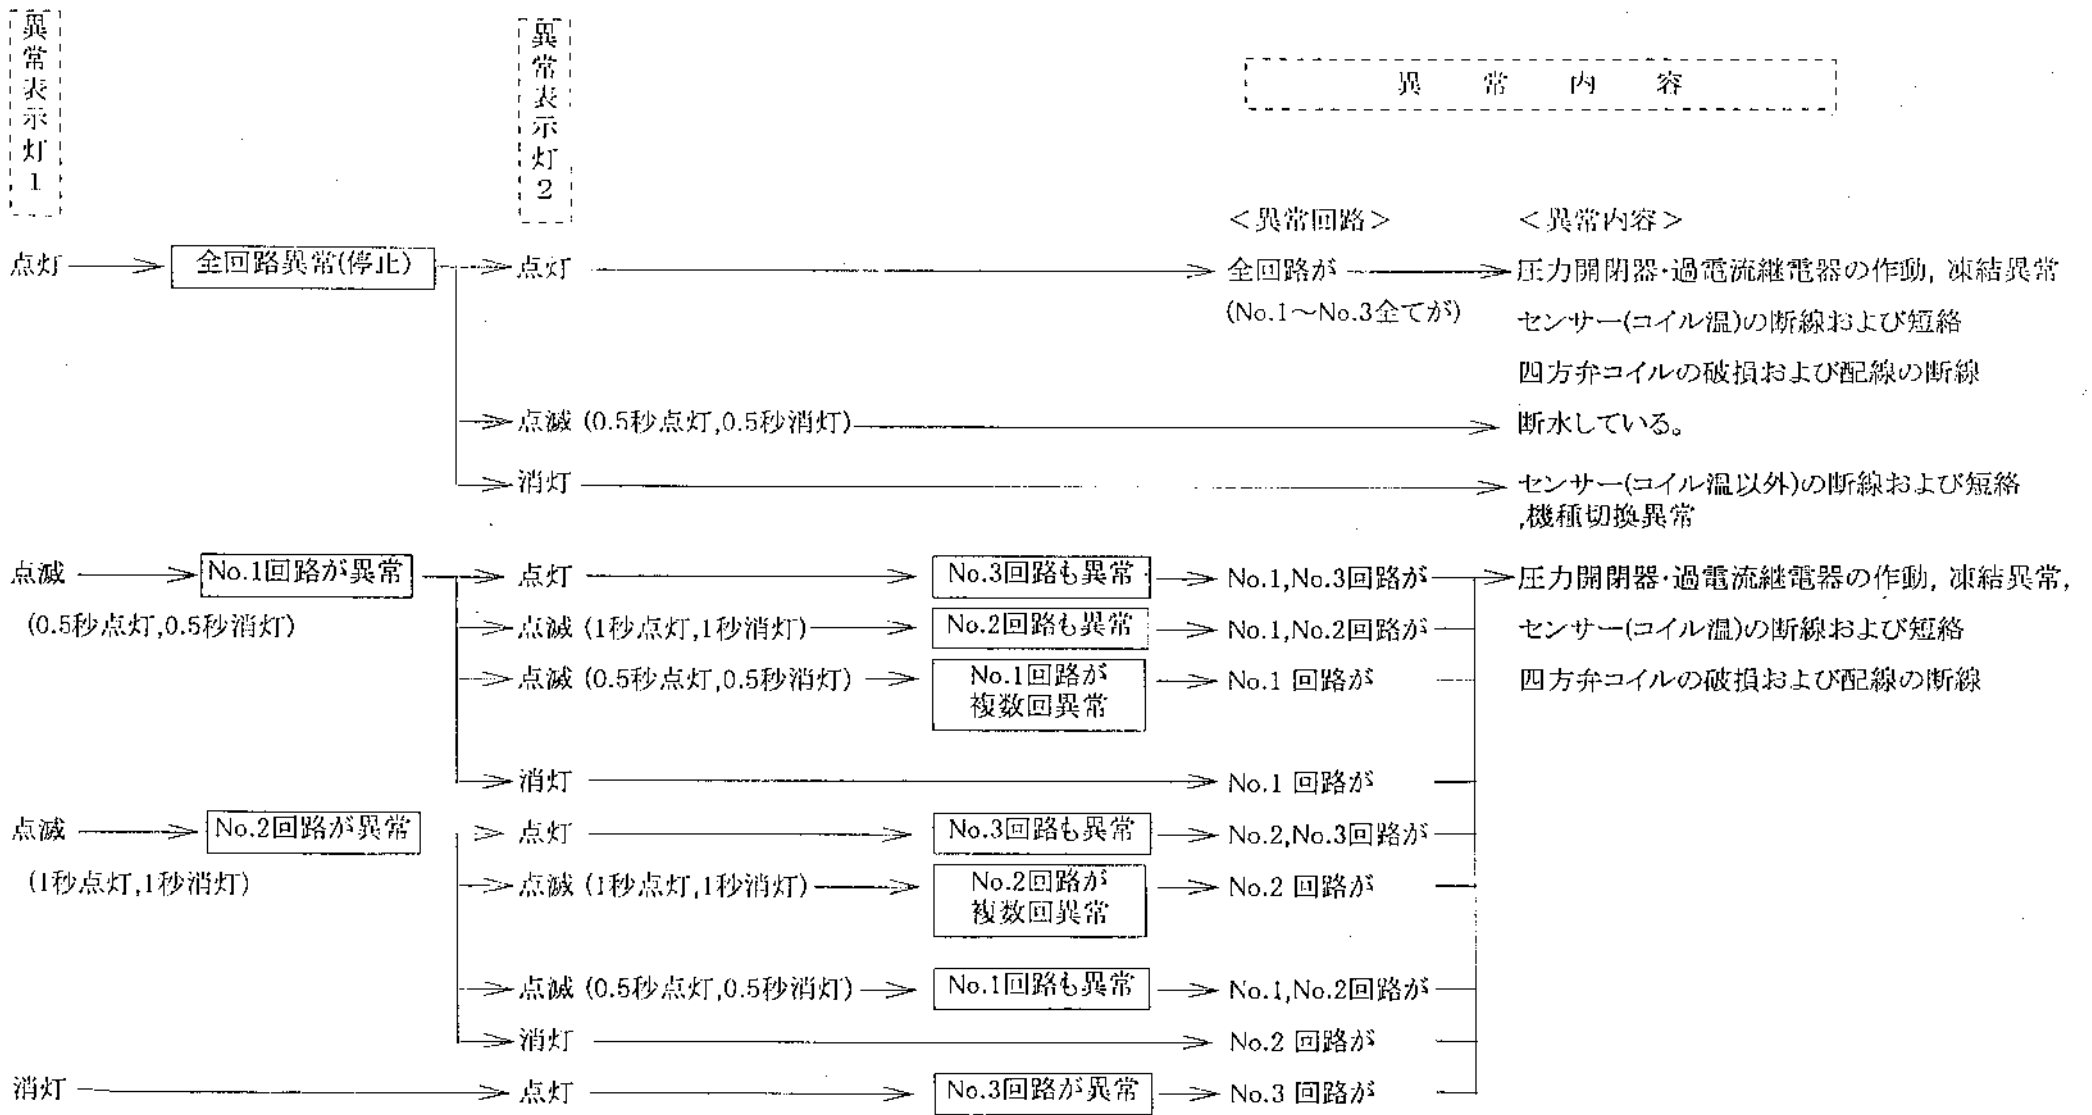 異常表示灯1
異常表示灯2
異常内容
<異常回路>
<異常内容>
点灯
全回路異常(停止)
点灯
全回路が
圧力開閉器・過電流継電器の作動, 凍結異常
(No.1～No.3全てが)
センサー(コイル温)の断線および短絡
四方弁コイルの破損および配線の断線
点滅 (0.5秒点灯,0.5秒消灯)
断水している。
消灯
センサー(コイル温以外)の断線および短絡
,機種切換異常
点滅
No.1回路が異常
点灯
No.3回路も異常
No.1,No.3回路が
圧力開閉器・過電流継電器の作動, 凍結異常,
(0.5秒点灯,0.5秒消灯)
点滅 (1秒点灯,1秒消灯)
No.2回路も異常
No.1,No.2回路が
センサー(コイル温)の断線および短絡
点滅 (0.5秒点灯,0.5秒消灯)
No.1回路が
複数回異常
No.1 回路が
四方弁コイルの破損および配線の断線
消灯
No.1 回路が
点滅
No.2回路が異常
点灯
No.3回路も異常
No.2,No.3回路が
(1秒点灯,1秒消灯)
点滅 (1秒点灯,1秒消灯)
No.2回路が
複数回異常
No.2 回路が
点滅 (0.5秒点灯,0.5秒消灯)
No.1回路も異常
No.1,No.2回路が
消灯
No.2 回路が
消灯
点灯
No.3回路が異常
No.3 回路が